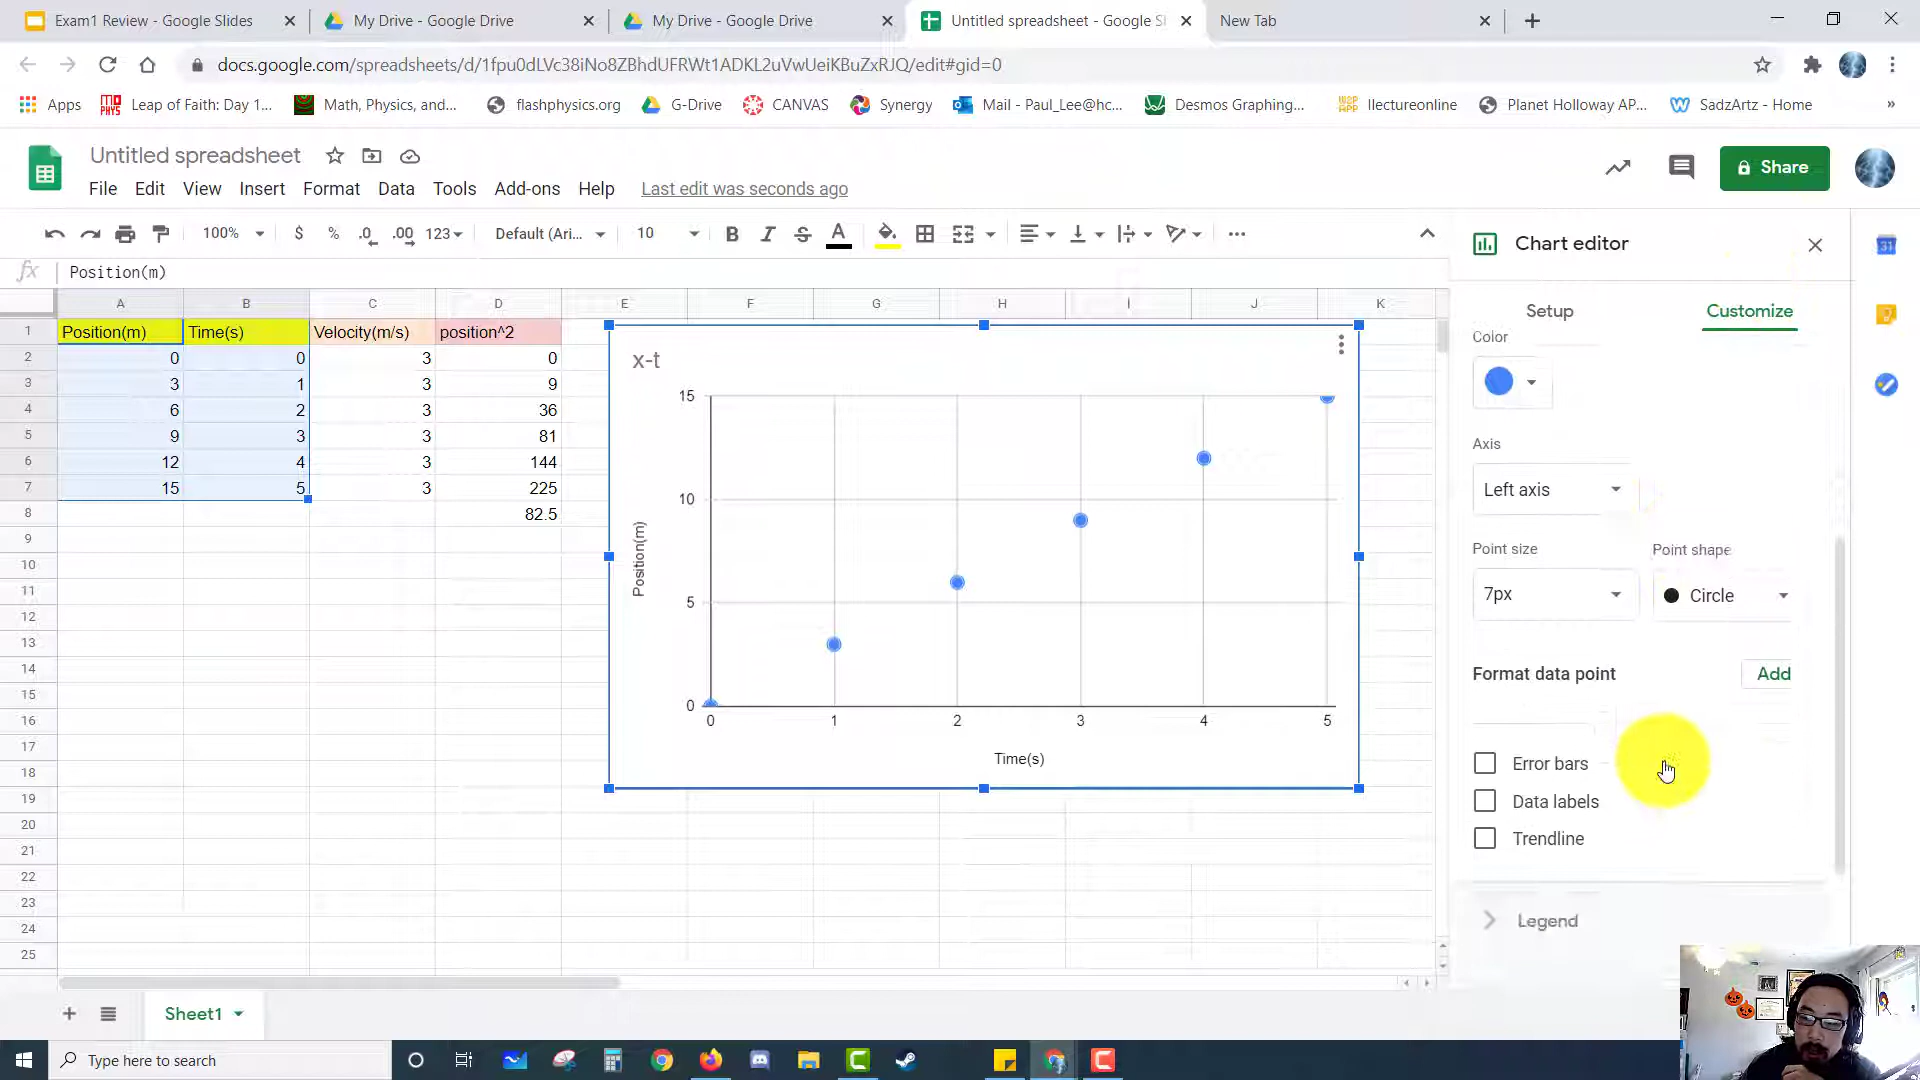 Exam1 Review - Google Slides
My Drive - Google Drive
My Drive - Google Drive
Untitled spreadsheet - Google Sl
New Tab
docs.google.com/spreadsheets/d/1fpu0dLVc38iNo8ZBhdUFRWt1ADKL2uVwUeiKBuZxRJQ/edit#gid=0
Apps
Leap of Faith: Day 1...
Math, Physics, and...
flashphysics.org
G-Drive
CANVAS
Synergy
Mail - Paul_Lee@hc...
Desmos Graphing...
llectureonline
Planet Holloway AP...
SadzArtz - Home
»
Untitled spreadsheet
Share
File Edit View Insert Format Data Tools Add-ons Help Last edit was seconds ago
100% $ % .0 .00 123 Default (Ari... 10 B I S A
fx Position(m)
Chart editor
Setup Customize
A B C D E F G H I J K
1 Position(m) Time(s) Velocity(m/s) position^2
2 0 0 3 0
3 3 1 3 9
4 6 2 3 36
5 9 3 3 81
6 12 4 3 144
7 15 5 3 225
8 82.5
9
10
11
12
13
14
15
16
17
18
19
20
21
22
23
24
25
x-t
15
10
5
0
Position(m)
0 1 2 3 4 5
Time(s)
Color
Axis
Left axis
Point size Point shape
7px Circle
Format data point Add
Error bars
Data labels
Trendline
Legend
31
Sheet1
Type here to search